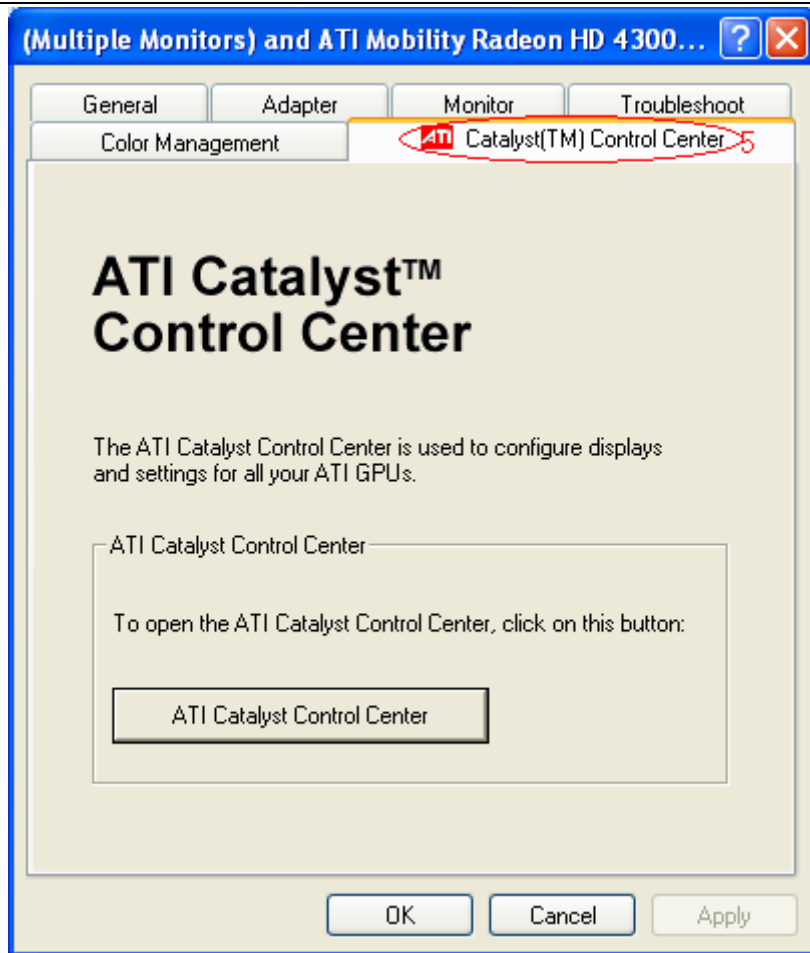 (Multiple Monitors) and ATI Mobility Radeon HD 4300...
General Adapter Monitor Troubleshoot
Color Management ATI Catalyst(TM) Control Center 5
ATI Catalyst™
Control Center
The ATI Catalyst Control Center is used to configure displays
and settings for all your ATI GPUs.
ATI Catalyst Control Center
To open the ATI Catalyst Control Center, click on this button:
ATI Catalyst Control Center
OK Cancel Apply